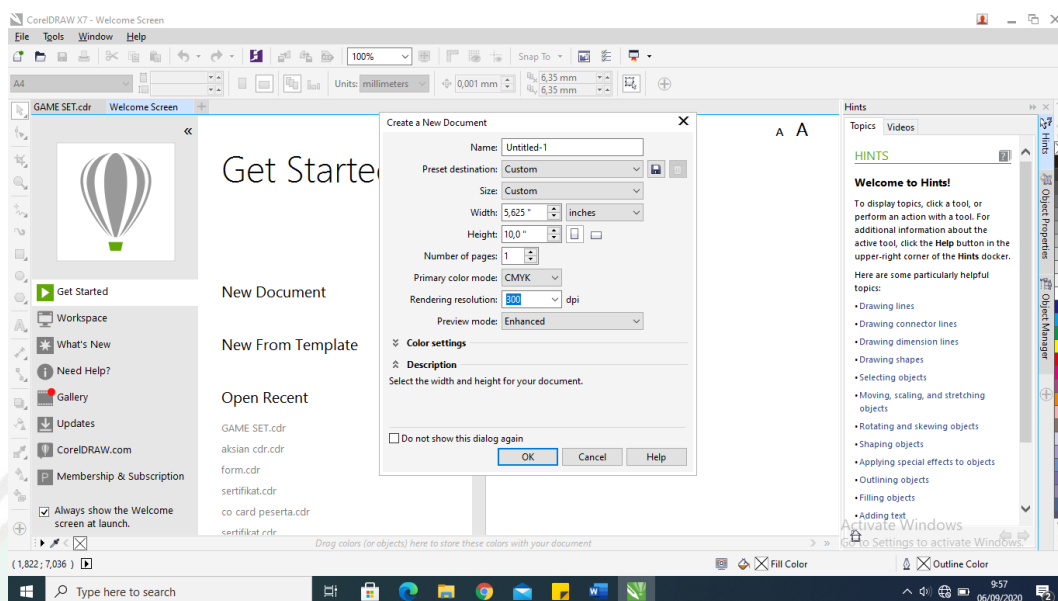 CorelDRAW X7 - Welcome Screen
File Tools Window Help
100% Snap To
A4 Units: millimeters 0,001 mm 6,35 mm
6,35 mm
GAME SET.cdr Welcome Screen
Get Starte
A A
Get Started
Workspace
What's New
Need Help?
Gallery
Updates
CorelDRAW.com
Membership & Subscription
Always show the Welcome
screen at launch.
New Document
New From Template
Open Recent
GAME SET.cdr
aksian cdr.cdr
form.cdr
sertifikat.cdr
co card peserta.cdr
sertifikat.cdr
Create a New Document
Name: Untitled-1
Preset destination: Custom
Size: Custom
Width: 5,625 " inches
Height: 10,0 "
Number of pages: 1
Primary color mode: CMYK
Rendering resolution: 300 dpi
Preview mode: Enhanced
Color settings
Description
Select the width and height for your document.
Do not show this dialog again
OK Cancel Help
Hints
Topics Videos
HINTS
Welcome to Hints!
To display topics, click a tool, or
perform an action with a tool. For
additional information about the
active tool, click the Help button in the
upper-right corner of the Hints docker.
Here are some particularly helpful
topics:
• Drawing lines
• Drawing connector lines
• Drawing dimension lines
• Drawing shapes
• Selecting objects
• Moving, scaling, and stretching
objects
• Rotating and skewing objects
• Shaping objects
• Applying special effects to objects
• Outlining objects
• Filling objects
• Adding text
Hints
Object Properties
Object Manager
Activate Windows
Go to Settings to activate Windows.
Drag colors (or objects) here to store these colors with your document
( 1,822 ; 7,036 ) Fill Color Outline Color
Type here to search
9:57
06/09/2020